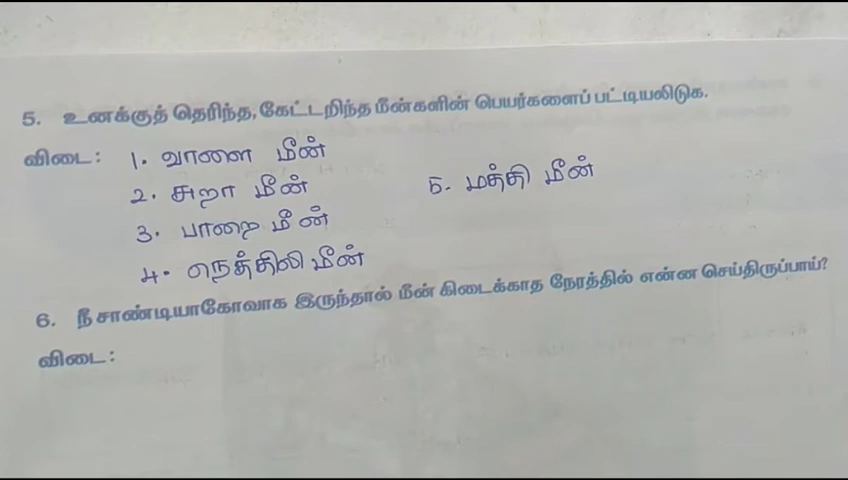 5. உனக்குத் தெரிந்த, கேட்டறிந்த மீன்களின் பெயர்களைப் பட்டியலிடுக.
விடை : 1. வாளை மீன்
2. சுறா மீன் 5. மத்தி மீன்
3. பாறை மீன்
4. நெத்திலி மீன்
6. நீ சாண்டியாகோவாக இருந்தால் மீன் கிடைக்காத நேரத்தில் என்ன செய்திருப்பாய்?
விடை :